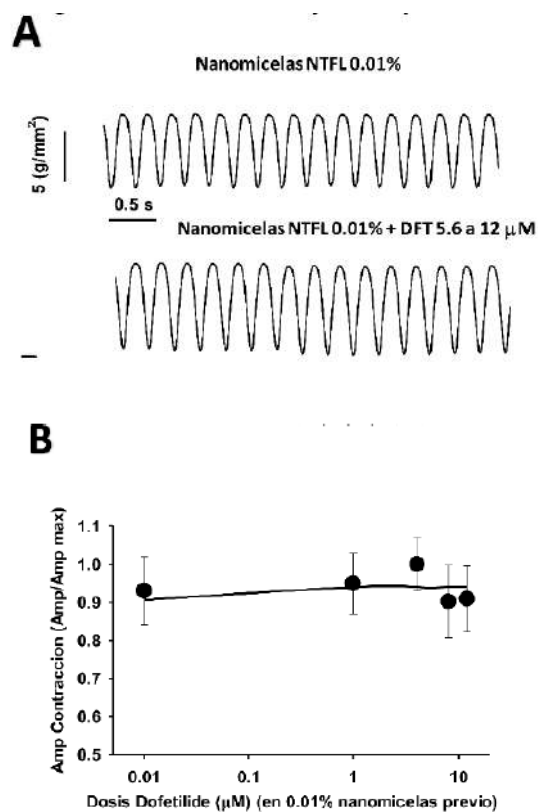 A
Nanomicelas NTFL 0.01%
5 (g/mm²)
0.5 s
Nanomicelas NTFL 0.01% + DFT 5.6 a 12 μM
B
Amp Contraccion (Amp/Amp max)
1.1
1.0
0.9
0.8
0.7
0.6
0.5
0.01
0.1
1
10
Dosis Dofetilide (μM) (en 0.01% nanomicelas previo)